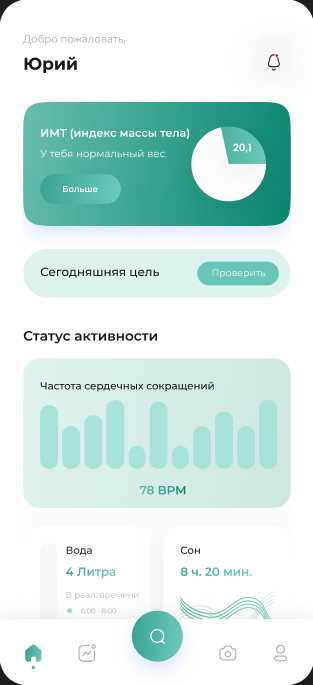 Добро пожаловать,
Юрий
ИМТ (индекс массы тела)
У тебя нормальный вес
20,1
Больше
Сегодняшняя цель
Проверить
Статус активности
Частота сердечных сокращений
78 BPM
Вода
4 Литра
В реал. времени
6:00 - 8:00
Сон
8 ч. 20 мин.